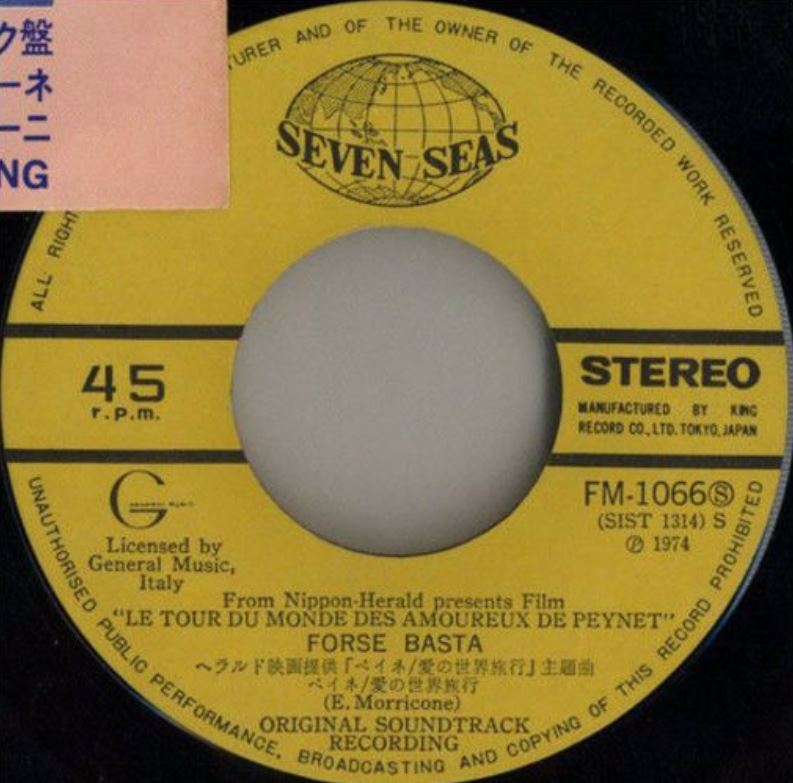 ク盤
ーネ
ーニ
NG
TURER AND OF THE OWNER OF THE RECORDED WORK RESERVED
ALL RIGHT
SEVEN SEAS
45
r.p.m.
STEREO
MANUFACTURED BY KING
RECORD CO., LTD. TOKYO, JAPAN
G
General Music
Licensed by
General Music,
Italy
FM-1066Ⓢ
(SIST 1314) S
Ⓟ 1974
From Nippon-Herald presents Film
"LE TOUR DU MONDE DES AMOUREUX DE PEYNET"
FORSE BASTA
ヘラルド映画提供『ペイネ/愛の世界旅行』主題曲
ペイネ/愛の世界旅行
(E. Morricone)
ORIGINAL SOUNDTRACK
RECORDING
UNAUTHORISED PUBLIC PERFORMANCE, BROADCASTING AND COPYING OF THIS RECORD PROHIBITED